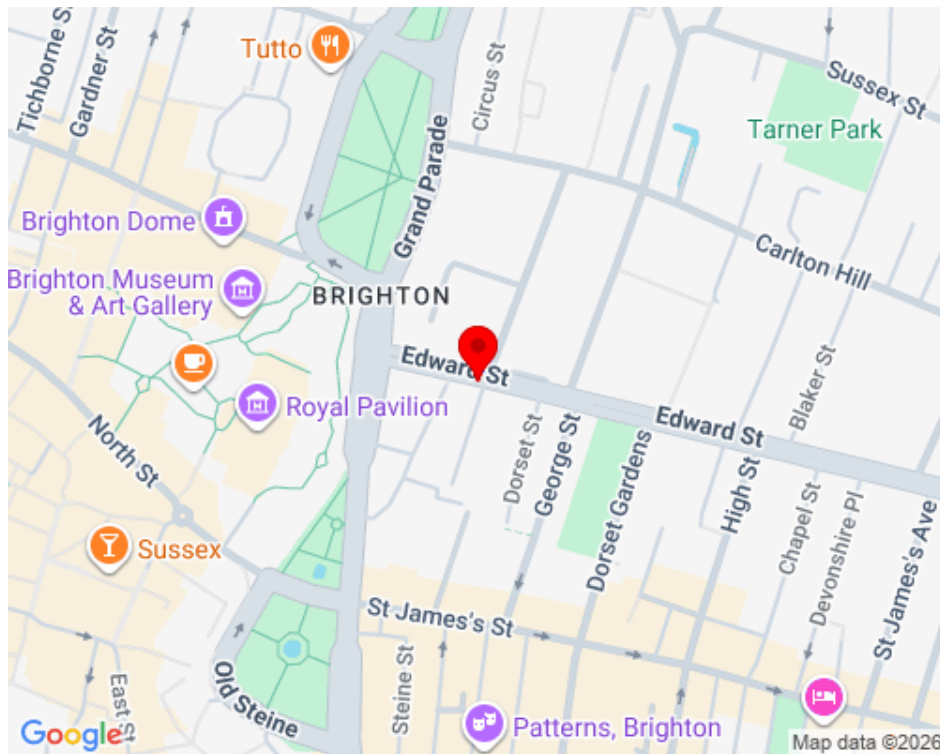 Tichborne St
Gardner St
Tutto
Circus St
Sussex St
Tarner Park
Grand Parade
Brighton Dome
Carlton Hill
Brighton Museum
& Art Gallery
BRIGHTON
Edward St
Royal Pavilion
Blaker St
Edward St
North St
Dorset St
George St
Dorset Gardens
High St
Chapel St
Devonshire Pl
St James's Ave
Sussex
St James's St
Old Steine
Steine St
East St
Patterns, Brighton
Google
Map data ©2026